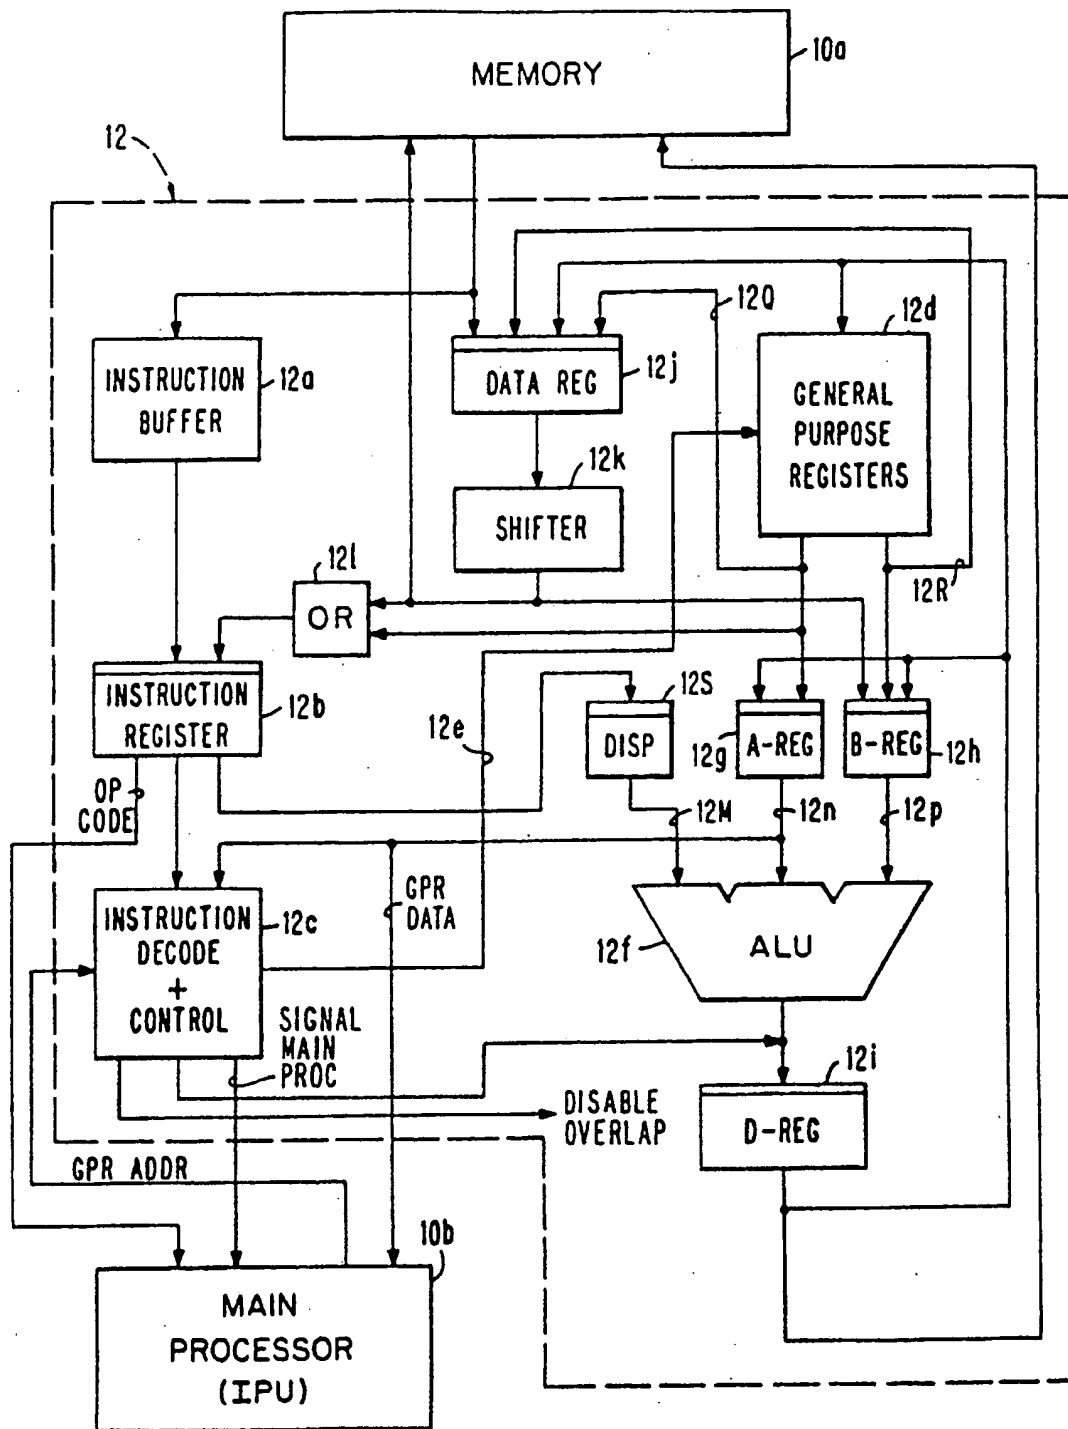 MEMORY
10a
12
12Q
12d
INSTRUCTION
BUFFER
12a
DATA REG
12j
GENERAL
PURPOSE
REGISTERS
12k
SHIFTER
12l
OR
12R
INSTRUCTION
REGISTER
12b
12e
12S
DISP
12g
A-REG
B-REG
12h
OP
CODE
12M
12n
12p
INSTRUCTION
DECODE
+
CONTROL
12c
GPR
DATA
12f
ALU
SIGNAL
MAIN
PROC
12i
D-REG
DISABLE
OVERLAP
GPR ADDR
10b
MAIN
PROCESSOR
(IPU)